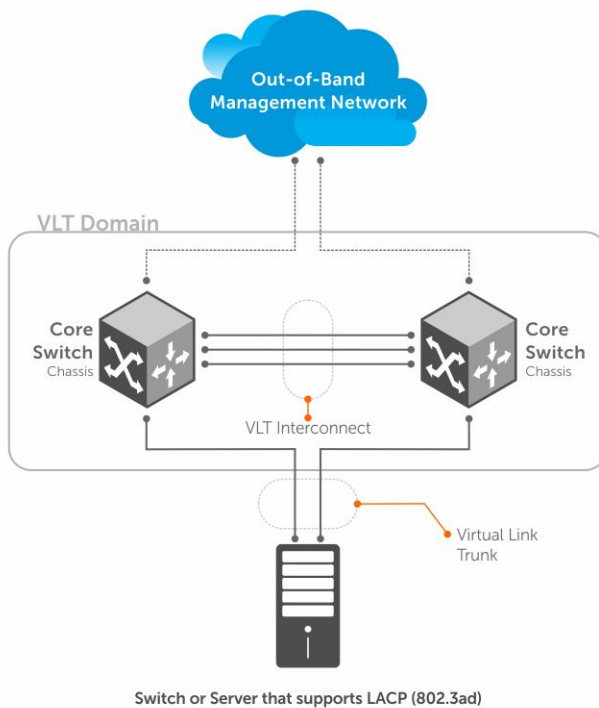 Out-of-Band
Management Network
VLT Domain
Core
Switch
Chassis
Core
Switch
Chassis
VLT Interconnect
Virtual Link
Trunk
Switch or Server that supports LACP (802.3ad)